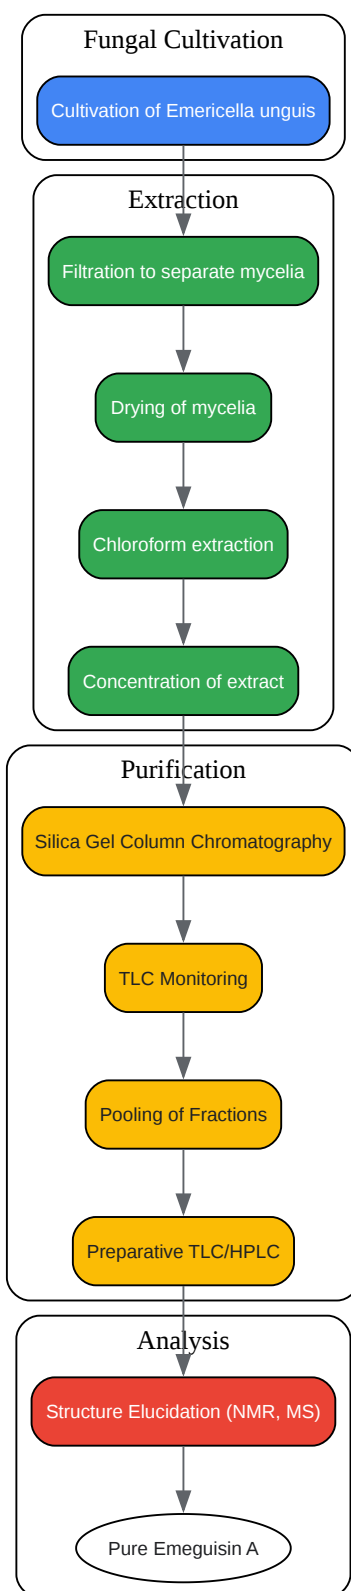 Fungal Cultivation
Cultivation of Emericella unguis
Extraction
Filtration to separate mycelia
Drying of mycelia
Chloroform extraction
Concentration of extract
Purification
Silica Gel Column Chromatography
TLC Monitoring
Pooling of Fractions
Preparative TLC/HPLC
Analysis
Structure Elucidation (NMR, MS)
Pure Emeguisin A